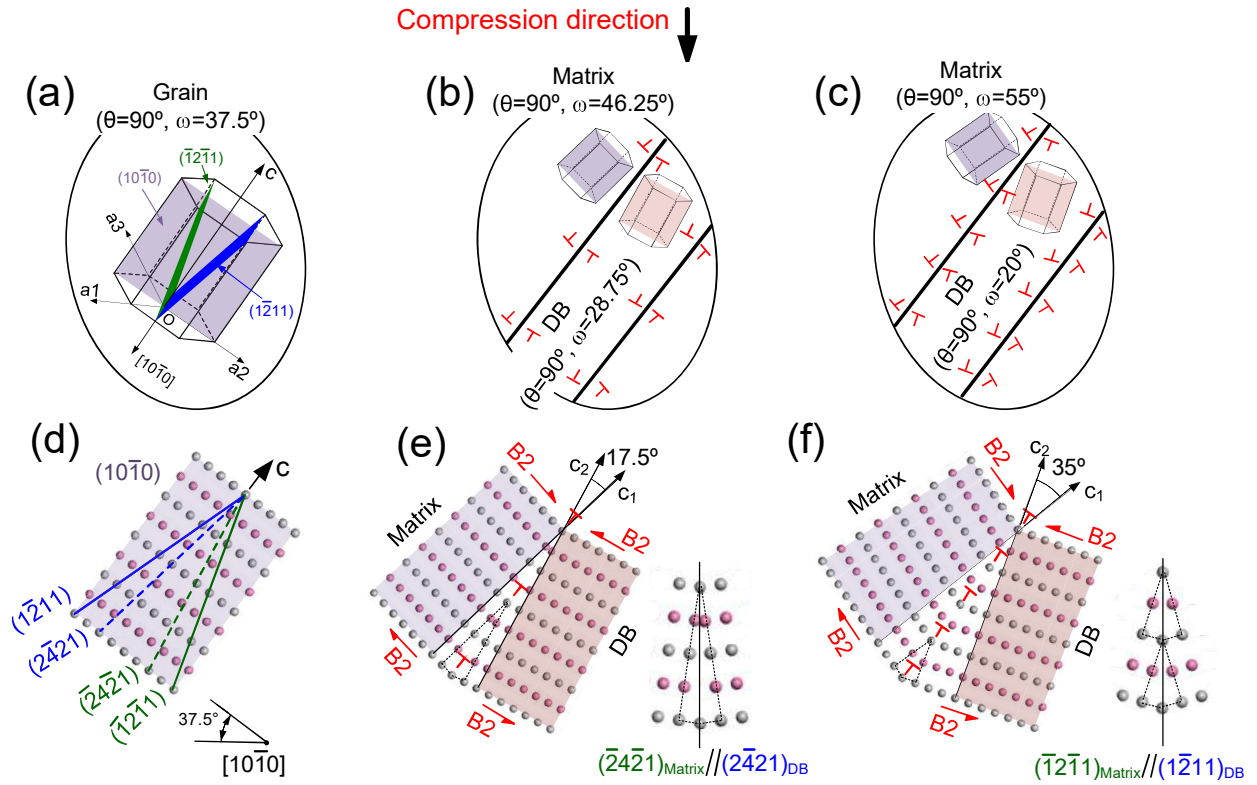 Compression direction
(a)
Grain
(θ=90º, ω=37.5º)
(1̅21̅1)
(101̅0)
c
a3
a1
O
(1̅211)
[101̅0]
a2
(b)
Matrix
(θ=90º, ω=46.25º)
DB
(θ=90º, ω=28.75º)
(c)
Matrix
(θ=90º, ω=55º)
DB
(θ=90º, ω=20º)
(d)
(101̅0)
c
(12̅11)
(24̅21)
(2̅42̅1)
(1̅21̅1)
37.5°
[101̅0]
(e)
B2
c2
17.5º
c1
Matrix
B2
B2
DB
B2
(2̅42̅1)Matrix//(24̅21)DB
(f)
B2
c2
35º
c1
Matrix
B2
B2
DB
B2
(1̅21̅1)Matrix//(12̅11)DB